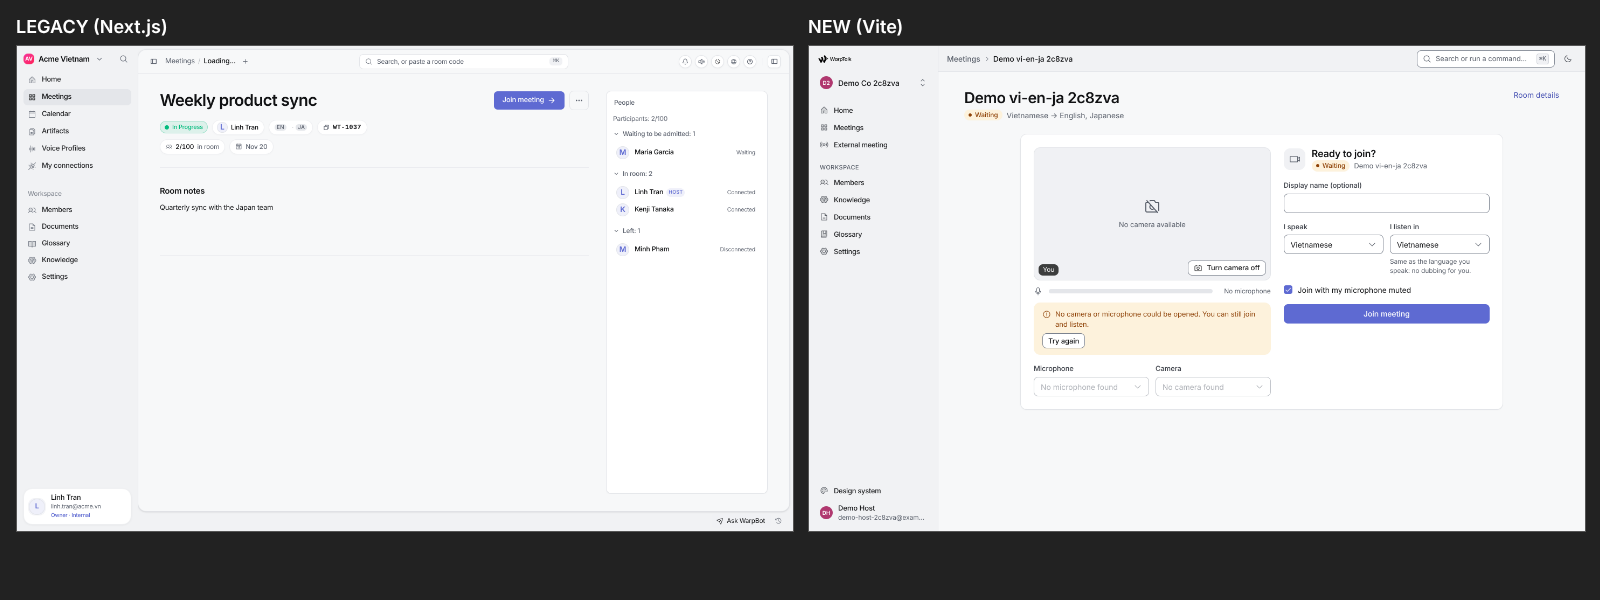 LEGACY (Next.js)
AV Acme Vietnam
Home
Meetings
Calendar
Artifacts
Voice Profiles
My connections
Workspace
Members
Documents
Glossary
Knowledge
Settings
L
Linh Tran
linh.tran@acme.vn
Owner · Internal
Meetings / Loading... +
Search, or paste a room code ⌘K
Weekly product sync
Join meeting →
In Progress L Linh Tran EN JA WT-1037
2/100 in room Nov 20
Room notes
Quarterly sync with the Japan team
People
Participants: 2/100
Waiting to be admitted: 1
M Maria Garcia Waiting
In room: 2
L Linh Tran HOST Connected
K Kenji Tanaka Connected
Left: 1
M Minh Pham Disconnected
Ask WarpBot
NEW (Vite)
WarpTalk
D2 Demo Co 2c8zva
Home
Meetings
External meeting
WORKSPACE
Members
Knowledge
Documents
Glossary
Settings
Design system
DH Demo Host
demo-host-2c8zva@exam...
Meetings > Demo vi-en-ja 2c8zva
Search or run a command... ⌘K
Demo vi-en-ja 2c8zva
Room details
Waiting Vietnamese → English, Japanese
No camera available
You
Turn camera off
No microphone
No camera or microphone could be opened. You can still join
and listen.
Try again
Microphone
No microphone found
Camera
No camera found
Ready to join?
Waiting Demo vi-en-ja 2c8zva
Display name (optional)
I speak
Vietnamese
I listen in
Vietnamese
Same as the language you
speak: no dubbing for you.
Join with my microphone muted
Join meeting